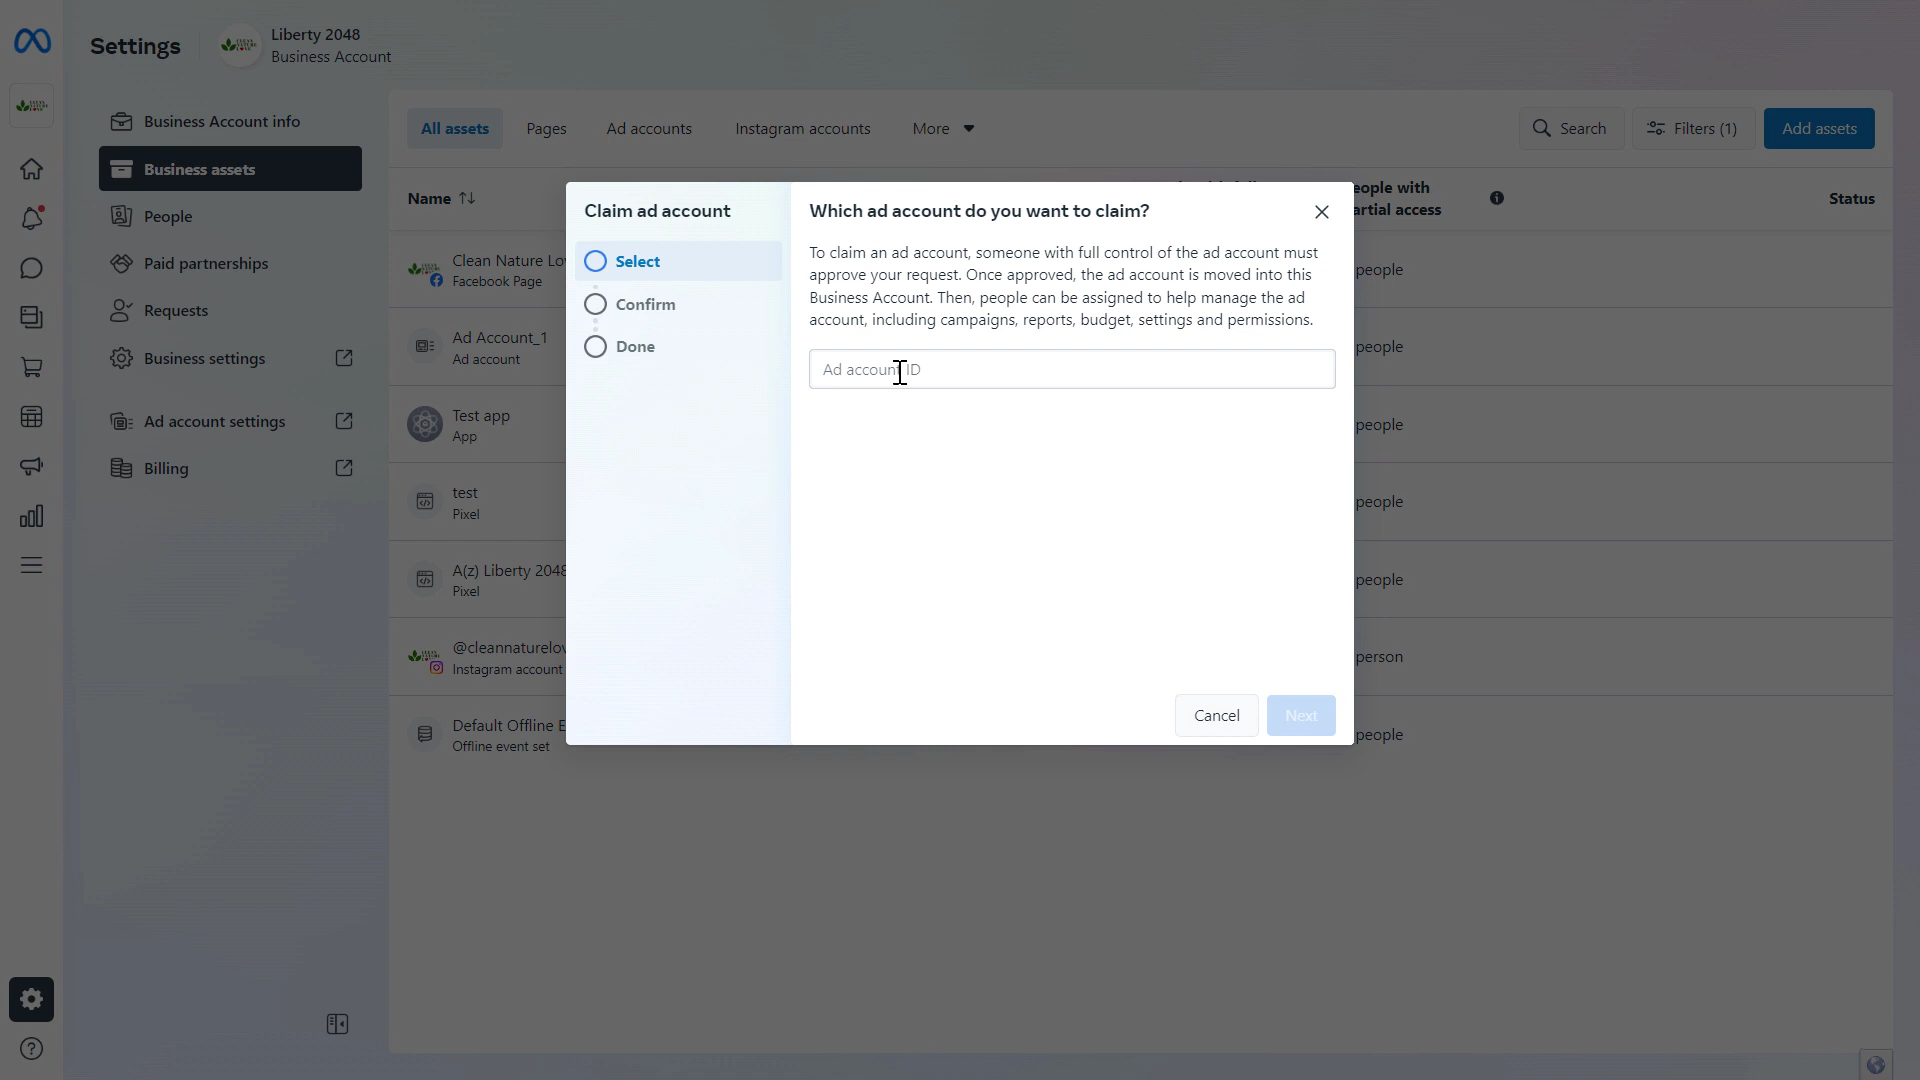 Settings
Liberty 2048
Business Account
Business Account info
Business assets
People
Paid partnerships
Requests
Business settings
Ad account settings
Billing
All assets
Pages
Ad accounts
Instagram accounts
More
Search
Filters (1)
Add assets
Name
eople with
artial access
Status
Clean Nature Lo
Facebook Page
people
Ad Account_1
Ad account
people
Test app
App
people
test
Pixel
people
A(z) Liberty 2048
Pixel
people
@cleannaturelov
Instagram account
person
Default Offline E
Offline event set
people
Claim ad account
Select
Confirm
Done
Which ad account do you want to claim?
To claim an ad account, someone with full control of the ad account must
approve your request. Once approved, the ad account is moved into this
Business Account. Then, people can be assigned to help manage the ad
account, including campaigns, reports, budget, settings and permissions.
Ad account ID
Cancel
Next